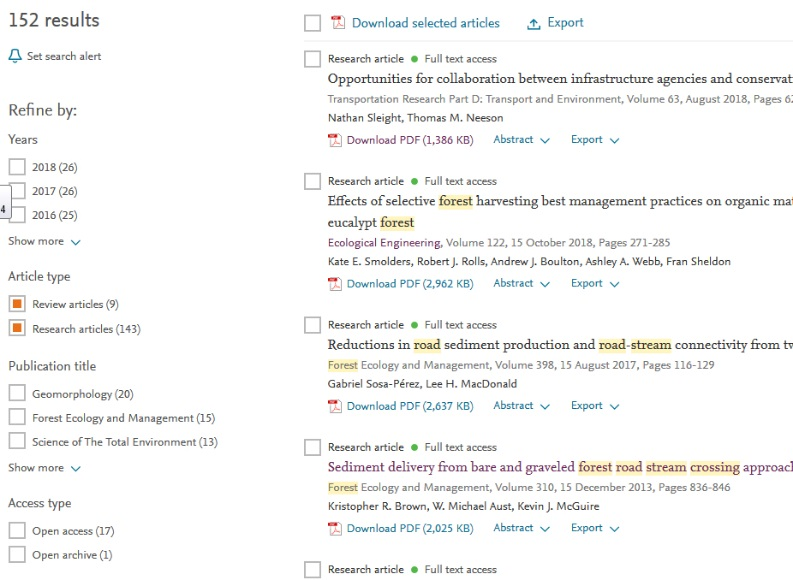 152 results
Set search alert
Refine by:
Years
2018 (26)
2017 (26)
4
2016 (25)
Show more
Article type
Review articles (9)
Research articles (143)
Publication title
Geomorphology (20)
Forest Ecology and Management (15)
Science of The Total Environment (13)
Show more
Access type
Open access (17)
Open archive (1)
Download selected articles Export
Research article Full text access
Opportunities for collaboration between infrastructure agencies and conservat
Transportation Research Part D: Transport and Environment, Volume 63, August 2018, Pages 62
Nathan Sleight, Thomas M. Neeson
Download PDF (1,386 KB) Abstract Export
Research article Full text access
Effects of selective forest harvesting best management practices on organic mat
eucalypt forest
Ecological Engineering, Volume 122, 15 October 2018, Pages 271-285
Kate E. Smolders, Robert J. Rolls, Andrew J. Boulton, Ashley A. Webb, Fran Sheldon
Download PDF (2,962 KB) Abstract Export
Research article Full text access
Reductions in road sediment production and road-stream connectivity from tw
Forest Ecology and Management, Volume 398, 15 August 2017, Pages 116-129
Gabriel Sosa-Pérez, Lee H. MacDonald
Download PDF (2,637 KB) Abstract Export
Research article Full text access
Sediment delivery from bare and graveled forest road stream crossing approach
Forest Ecology and Management, Volume 310, 15 December 2013, Pages 836-846
Kristopher R. Brown, W. Michael Aust, Kevin J. McGuire
Download PDF (2,025 KB) Abstract Export
Research article Full text access